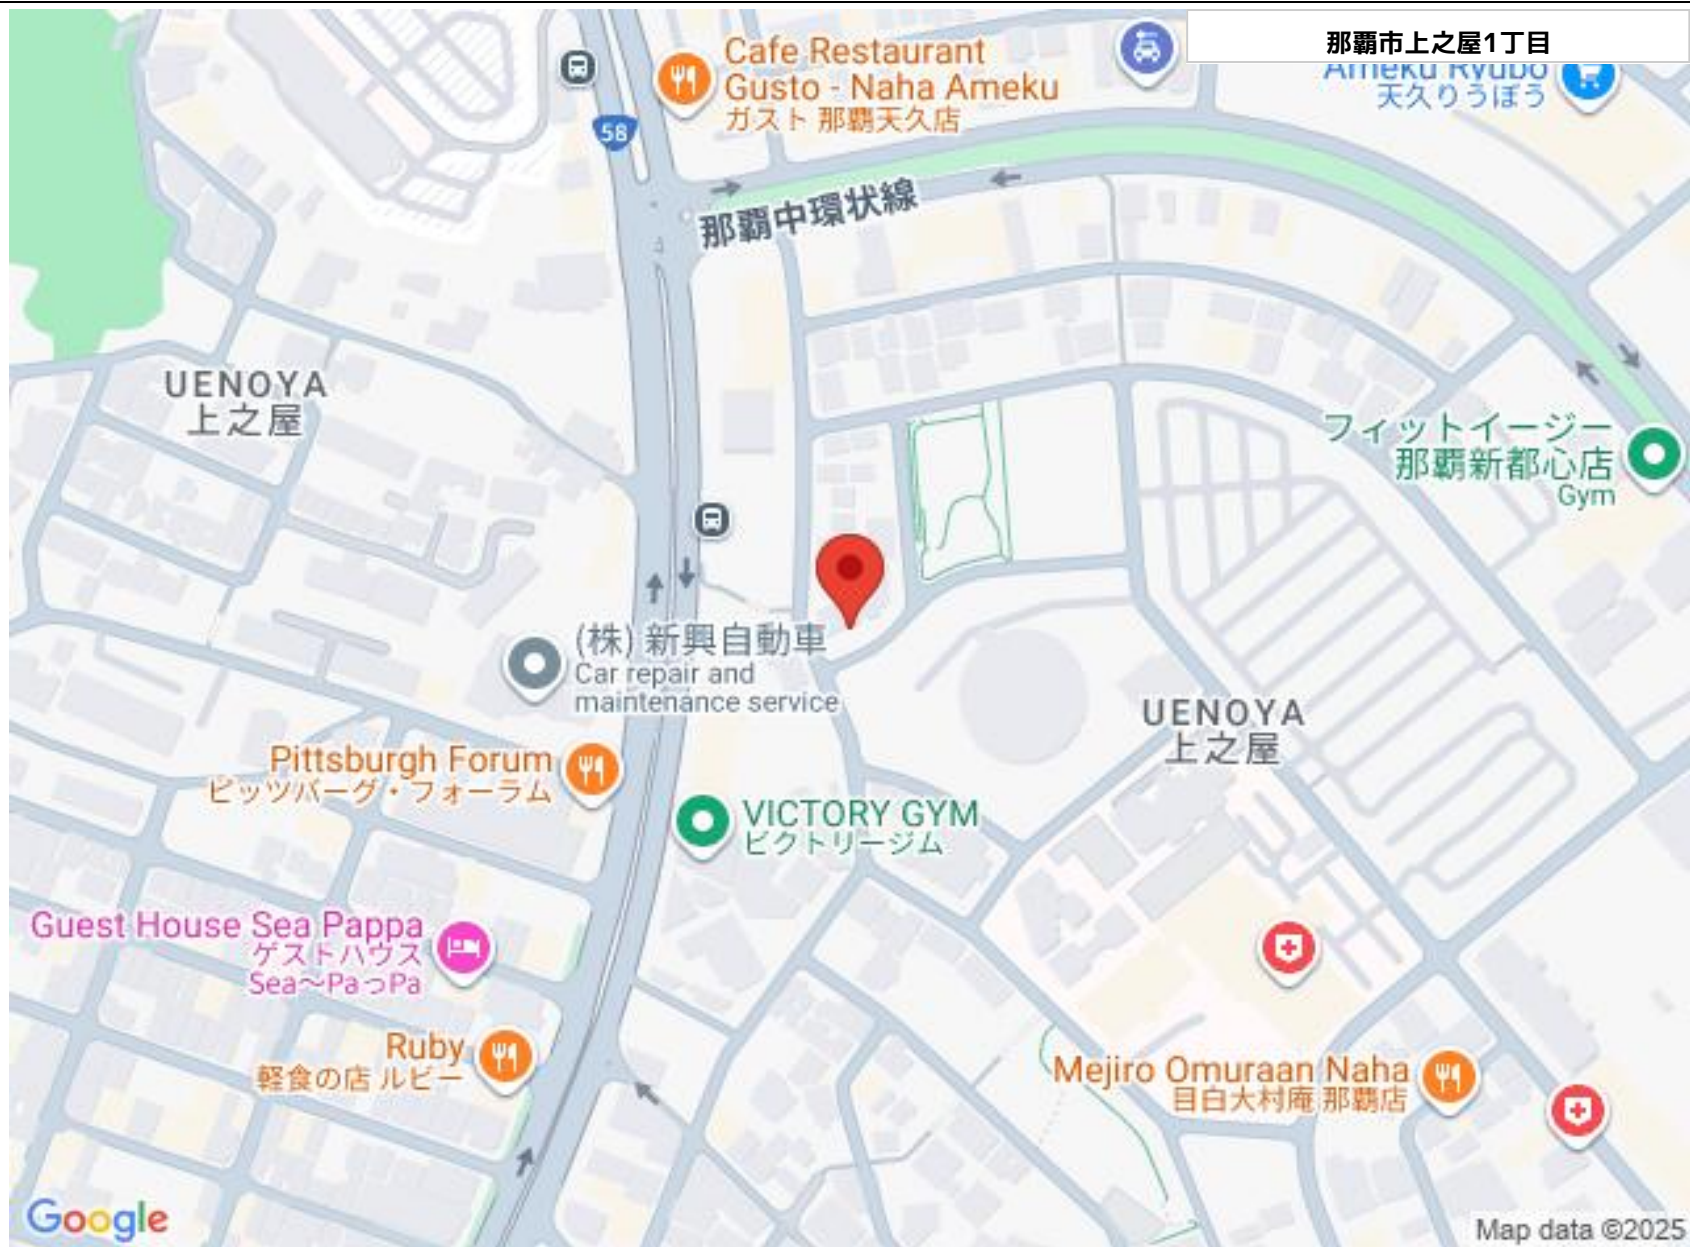 那覇市上之屋1丁目
Cafe Restaurant
Gusto - Naha Ameku
ガスト 那覇天久店
Ameku Ryubo
天久りうぼう
58
那覇中環状線
UENOYA
上之屋
フィットイージー
那覇新都心店
Gym
(株) 新興自動車
Car repair and
maintenance service
UENOYA
上之屋
Pittsburgh Forum
ピッツバーグ・フォーラム
VICTORY GYM
ビクトリージム
Guest House Sea Pappa
ゲストハウス
Sea～PaっPa
Ruby
軽食の店 ルビー
Mejiro Omuraan Naha
目白大村庵 那覇店
Google
Map data ©2025